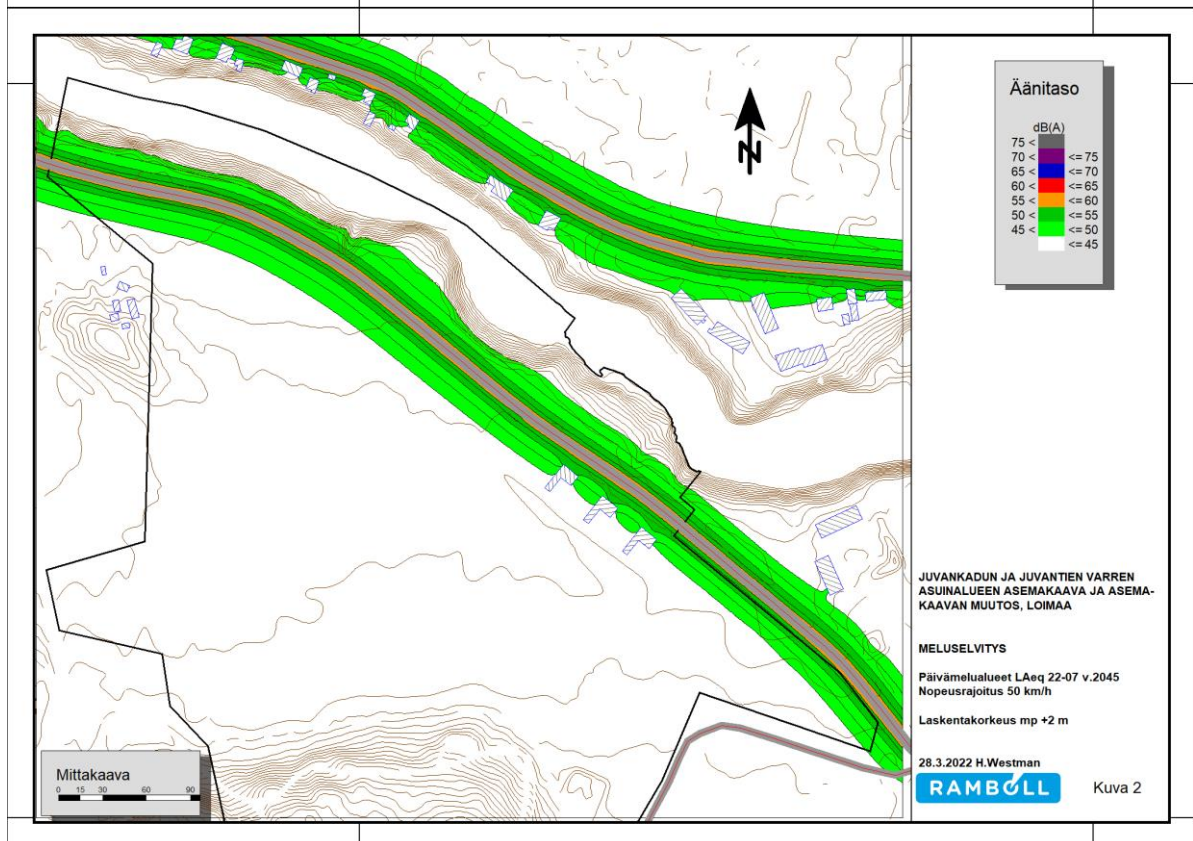 Äänitaso
dB(A)
75 <
70 < <= 75
65 < <= 70
60 < <= 65
55 < <= 60
50 < <= 55
45 < <= 50
<= 45
N
JUVANKADUN JA JUVANTIEN VARREN
ASUINALUEEN ASEMAKAAVA JA ASEMA-
KAAVAN MUUTOS, LOIMAA
MELUSELVITYS
Päivämelualueet LAeq 22-07 v.2045
Nopeusrajoitus 50 km/h
Laskentakorkeus mp +2 m
28.3.2022 H.Westman
RAMBOLL Kuva 2
Mittakaava
0 15 30 60 90